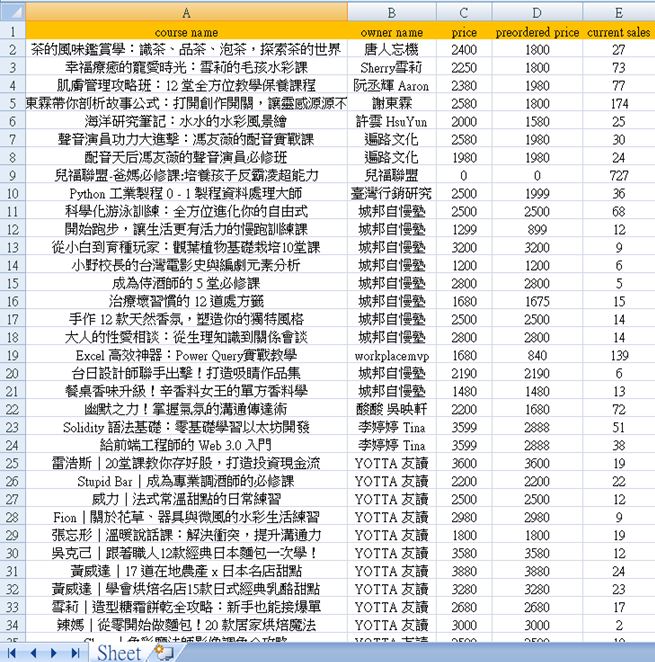 A B C D E
1 course name owner name price preordered price current sales
2 茶的風味鑑賞學：識茶、品茶、泡茶，探索茶的世界 唐人忘機 2400 1800 27
3 幸福療癒的寵愛時光：雪莉的毛孩水彩課 Sherry雪莉 2250 1800 73
4 肌膚管理攻略班：12 堂全方位教學保養課程 阮丞輝 Aaron 2380 1980 77
5 東霖帶你剖析故事公式：打開創作開關，讓靈感源源不 謝東霖 2580 1800 174
6 海洋研究筆記：水水的水彩風景繪 許雲 HsuYun 2000 1580 25
7 聲音演員功力大進擊：馮友薇的配音實戰課 遍路文化 2580 1980 30
8 配音天后馮友薇的聲音演員必修班 遍路文化 1980 1980 24
9 兒福聯盟-爸媽必修課:培養孩子反霸凌超能力 兒福聯盟 0 0 727
10 Python 工業製程 0 - 1 製程資料處理大師 臺灣行銷研究 2500 1999 36
11 科學化游泳訓練：全方位進化你的自由式 城邦自慢塾 2500 2500 68
12 開始跑步，讓生活更有活力的慢跑訓練課 城邦自慢塾 1299 899 12
13 從小白到育種玩家：觀葉植物基礎栽培10堂課 城邦自慢塾 3200 3200 9
14 小野校長的台灣電影史與編劇元素分析 城邦自慢塾 1200 1200 6
15 成為侍酒師的 5 堂必修課 城邦自慢塾 2800 2800 5
16 治療壞習慣的 12 道處方籤 城邦自慢塾 1680 1675 15
17 手作 12 款天然香氛，塑造你的獨特風格 城邦自慢塾 2500 2500 14
18 大人的性愛相談：從生理知識到關係會談 城邦自慢塾 2800 2800 14
19 Excel 高效神器：Power Query實戰教學 workplacemvp 1680 840 139
20 台日設計師聯手出擊！打造吸睛作品集 城邦自慢塾 2190 2190 6
21 餐桌香味升級！辛香料女王的單方香料學 城邦自慢塾 1480 1480 13
22 幽默之力！掌握氣氛的溝通傳達術 酸酸 吳映軒 2200 1680 72
23 Solidity 語法基礎：零基礎學習以太坊開發 李婷婷 Tina 3599 2888 51
24 給前端工程師的 Web 3.0 入門 李婷婷 Tina 3599 2888 38
25 雷浩斯｜20堂課教你存好股，打造投資現金流 YOTTA 友讀 3600 3600 19
26 Stupid Bar｜成為專業調酒師的必修課 YOTTA 友讀 2200 2200 22
27 威力｜法式常溫甜點的日常練習 YOTTA 友讀 2500 2500 12
28 Fion｜關於花草、器具與微風的水彩生活練習 YOTTA 友讀 2980 2980 9
29 張忘形｜溫暖說話課：解決衝突，提升溝通力 YOTTA 友讀 1800 1800 19
30 吳克己｜跟著職人12款經典日本麵包一次學！ YOTTA 友讀 3580 3580 12
31 黃威達｜17 道在地農產 x 日本名店甜點 YOTTA 友讀 3880 3880 24
32 黃威達｜學會烘焙名店15款日式經典乳酪甜點 YOTTA 友讀 3280 3280 23
33 雪莉｜造型糖霜餅乾全攻略：新手也能接爆單 YOTTA 友讀 2680 2680 17
34 辣媽｜從零開始做麵包！20 款居家烘焙魔法 YOTTA 友讀 3000 3000 2
Sheet